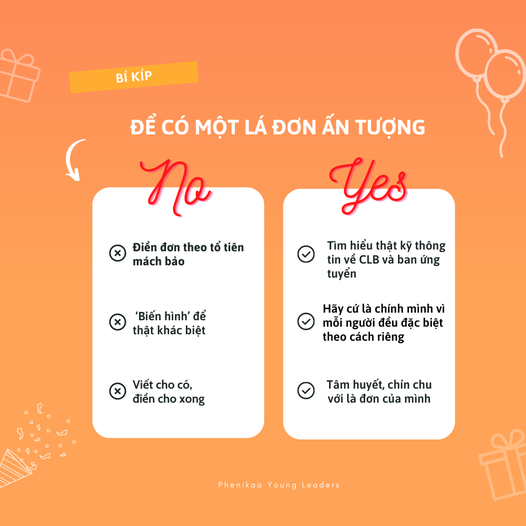 BÍ KÍP
ĐỂ CÓ MỘT LÁ ĐƠN ẤN TƯỢNG
No
Điền đơn theo tổ tiên
mách bảo
‘Biến hình’ để
thật khác biệt
Viết cho có,
điền cho xong
Yes
Tìm hiểu thật kỹ thông
tin về CLB và ban ứng
tuyển
Hãy cứ là chính mình vì
mỗi người đều đặc biệt
theo cách riêng
Tâm huyết, chỉn chu
với là đơn của mình
Phenikaa Young Leaders